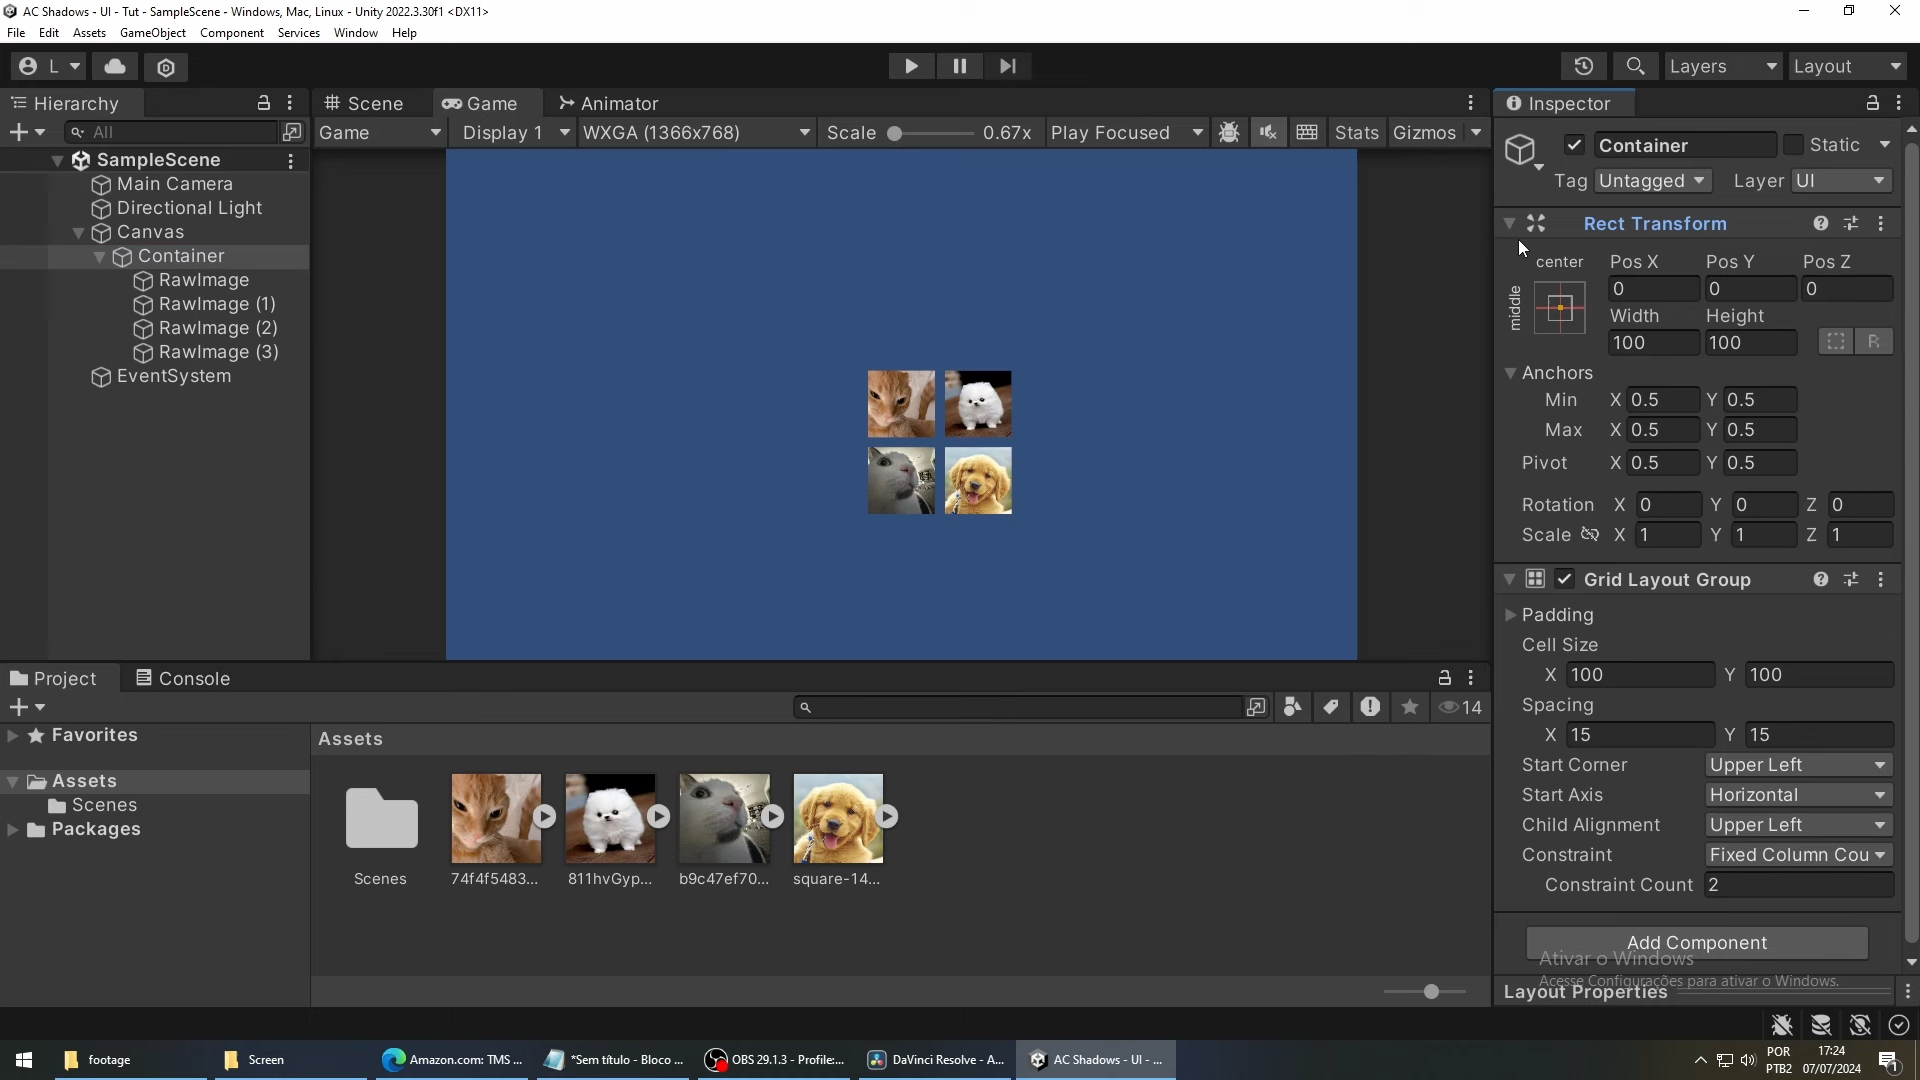 AC Shadows - UI - Tut - SampleScene - Windows, Mac, Linux - Unity 2022.3.30f1 <DX11>
File Edit Assets GameObject Component Services Window Help
L Layers Layout
Hierarchy
All
SampleScene
Main Camera
Directional Light
Canvas
Container
RawImage
RawImage (1)
RawImage (2)
RawImage (3)
EventSystem
Scene Game Animator
Game Display 1 WXGA (1366x768) Scale 0.67x Play Focused Stats Gizmos
Inspector
Container Static
Tag Untagged Layer UI
Rect Transform
center Pos X Pos Y Pos Z
middle
0 0 0
Width Height
100 100 R
Anchors
Min X 0.5 Y 0.5
Max X 0.5 Y 0.5
Pivot X 0.5 Y 0.5
Rotation X 0 Y 0 Z 0
Scale X 1 Y 1 Z 1
Grid Layout Group
Padding
Cell Size
X 100 Y 100
Spacing
X 15 Y 15
Start Corner Upper Left
Start Axis Horizontal
Child Alignment Upper Left
Constraint Fixed Column Cou
Constraint Count 2
Add Component
Ativar o Windows
Acesse Configurações para ativar o Windows.
Layout Properties
Project Console
14
Favorites
Assets
Scenes
Packages
Assets
Scenes 74f4f5483... 811hvGyp... b9c47ef70... square-14...
footage Screen Amazon.com: TMS ... *Sem título - Bloco ... OBS 29.1.3 - Profile:... DaVinci Resolve - A... AC Shadows - UI - ...
POR
PTB2
17:24
07/07/2024
1